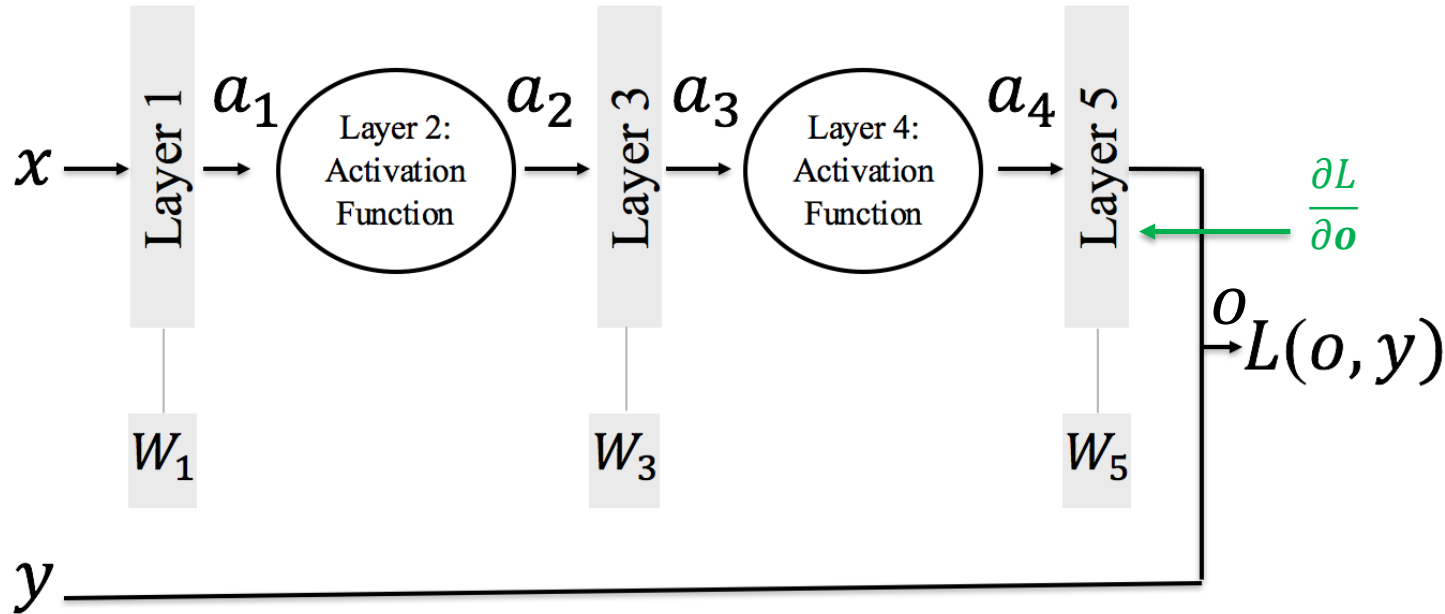 x
Layer 1
a₁
Layer 2:
Activation
Function
a₂
Layer 3
a₃
Layer 4:
Activation
Function
a₄
Layer 5
∂L
∂o
o
L(o, y)
W₁
W₃
W₅
y